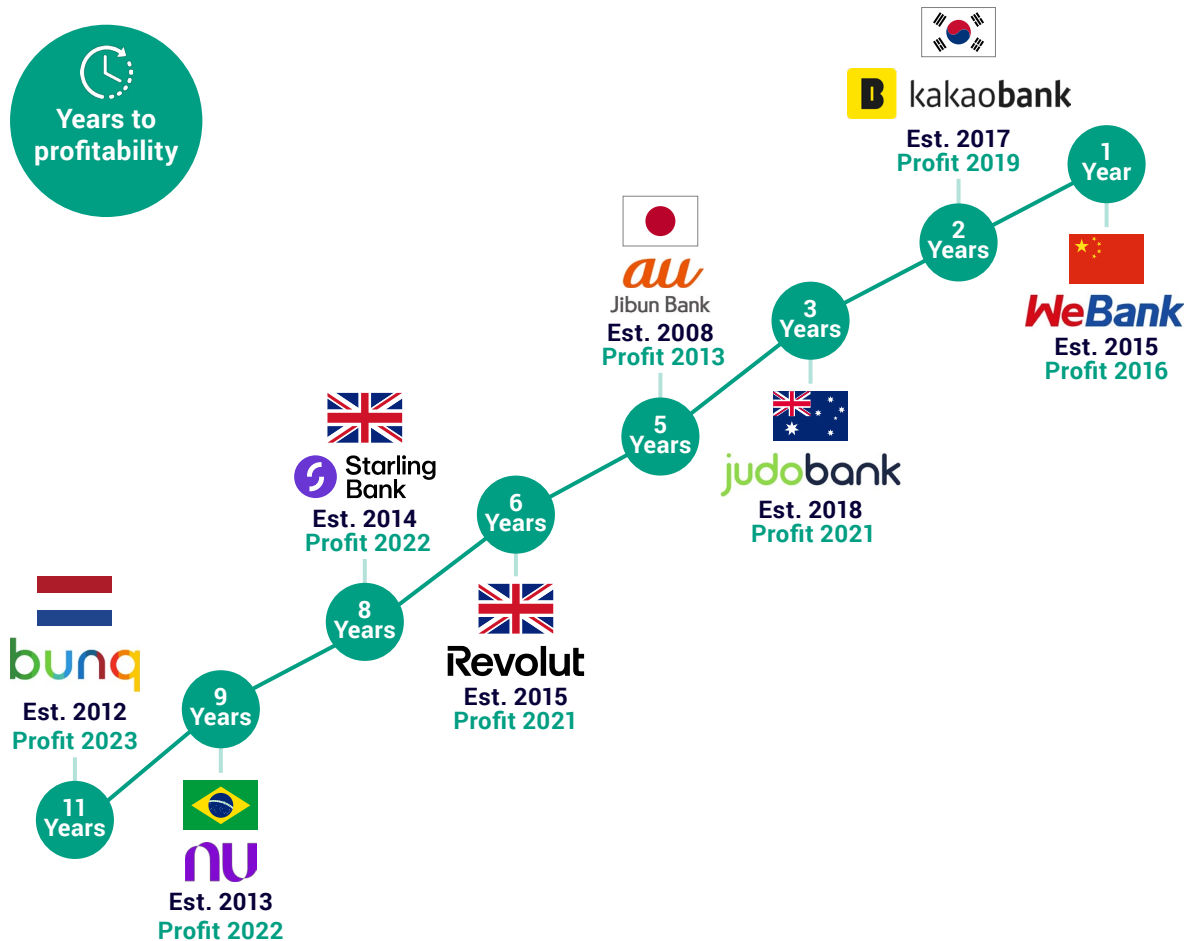 Years to
profitability
bunq
Est. 2012
Profit 2023
11
Years
9
Years
nu
Est. 2013
Profit 2022
Starling
Bank
Est. 2014
Profit 2022
8
Years
6
Years
Revolut
Est. 2015
Profit 2021
au
Jibun Bank
Est. 2008
Profit 2013
5
Years
3
Years
judobank
Est. 2018
Profit 2021
B kakaobank
Est. 2017
Profit 2019
2
Years
1
Year
WeBank
Est. 2015
Profit 2016